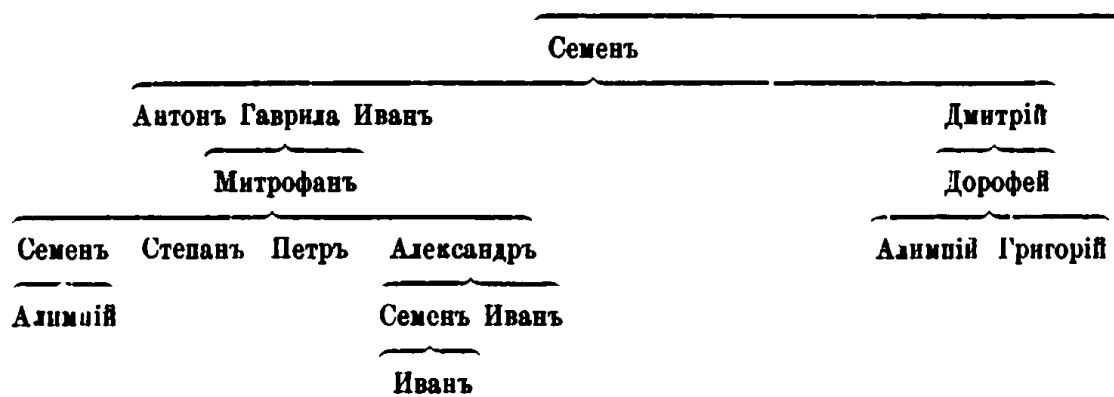 Семенъ
Антонъ Гаврила Иванъ Дмитрій
Митрофанъ Дорофей
Семенъ Степанъ Петръ Александръ Алимпій Григорій
Алимпій Семенъ Иванъ
Иванъ